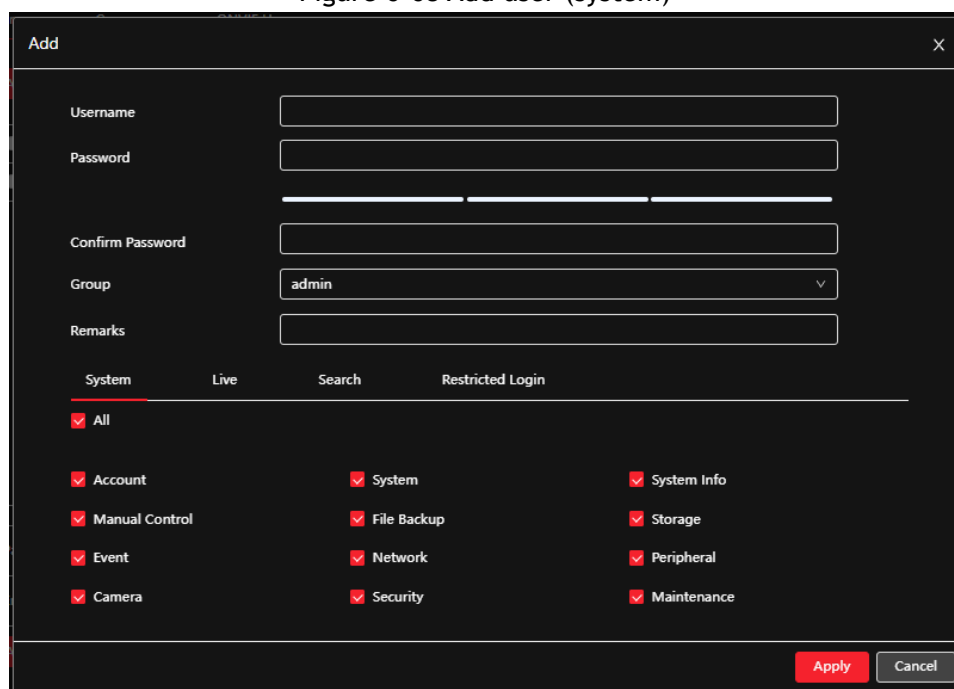 Add X
Username
Password
Confirm Password
Group admin
Remarks
System Live Search Restricted Login
All
Account System System Info
Manual Control File Backup Storage
Event Network Peripheral
Camera Security Maintenance
Apply Cancel